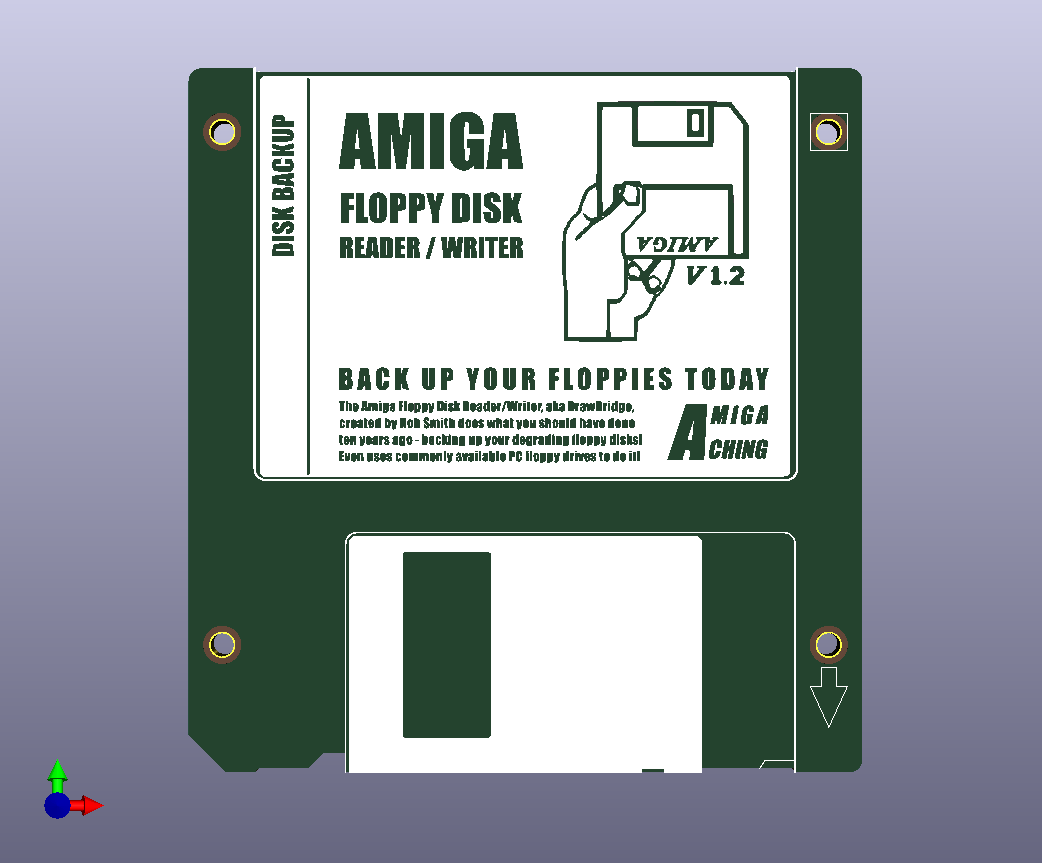 DISK BACKUP
AMIGA
FLOPPY DISK
READER / WRITER
AMIGA
V 1.2
BACK UP YOUR FLOPPIES TODAY
The Amiga Floppy Disk Reader/Writer, aka DrawBridge,
created by Rob Smith does what you should have done
ten years ago - backing up your degrading floppy disks!
Even uses commonly available PC floppy drives to do it!
AMIGA
ACHING